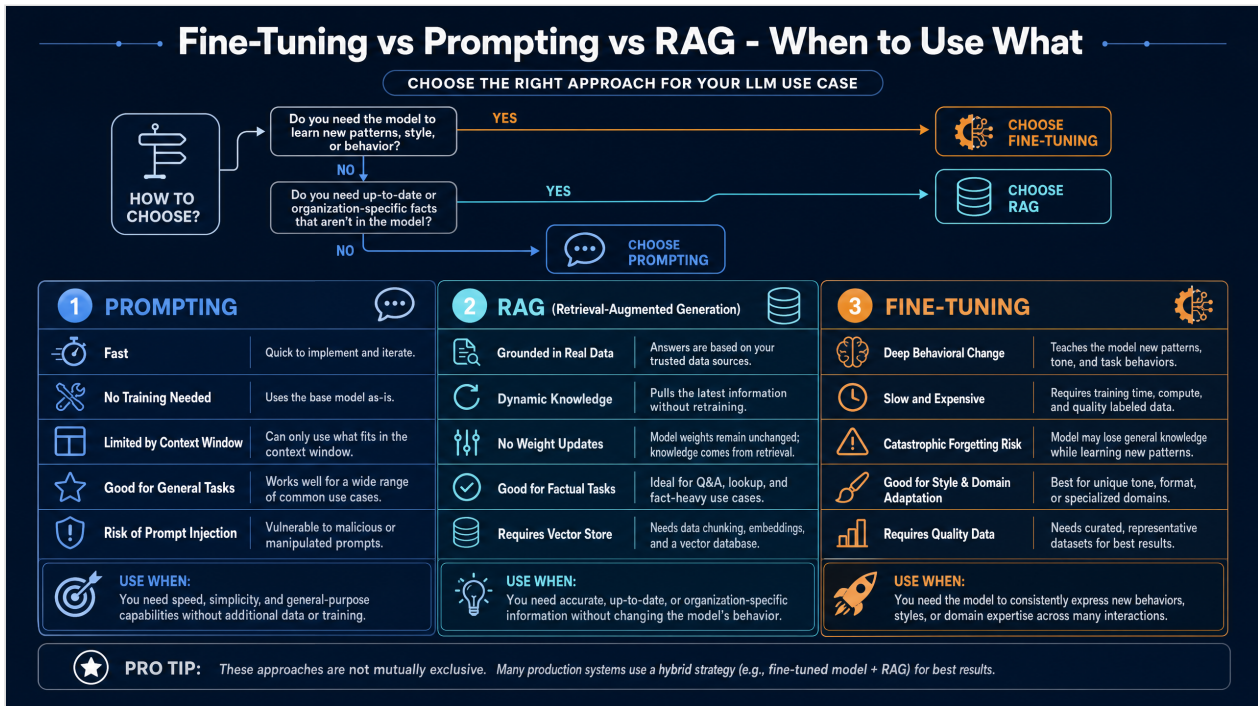 Fine-Tuning vs Prompting vs RAG - When to Use What
CHOOSE THE RIGHT APPROACH FOR YOUR LLM USE CASE
HOW TO
CHOOSE?
Do you need the model to
learn new patterns, style,
or behavior?
YES
CHOOSE
FINE-TUNING
NO
Do you need up-to-date or
organization-specific facts
that aren't in the model?
YES
CHOOSE
RAG
NO
CHOOSE
PROMPTING
1 PROMPTING
Fast
Quick to implement and iterate.
No Training Needed
Uses the base model as-is.
Limited by Context Window
Can only use what fits in the
context window.
Good for General Tasks
Works well for a wide range
of common use cases.
Risk of Prompt Injection
Vulnerable to malicious or
manipulated prompts.
USE WHEN:
You need speed, simplicity, and general-purpose
capabilities without additional data or training.
2 RAG (Retrieval-Augmented Generation)
Grounded in Real Data
Answers are based on your
trusted data sources.
Dynamic Knowledge
Pulls the latest information
without retraining.
No Weight Updates
Model weights remain unchanged;
knowledge comes from retrieval.
Good for Factual Tasks
Ideal for Q&A, lookup, and
fact-heavy use cases.
Requires Vector Store
Needs data chunking, embeddings,
and a vector database.
USE WHEN:
You need accurate, up-to-date, or organization-specific
information without changing the model's behavior.
3 FINE-TUNING
Deep Behavioral Change
Teaches the model new patterns,
tone, and task behaviors.
Slow and Expensive
Requires training time, compute,
and quality labeled data.
Catastrophic Forgetting Risk
Model may lose general knowledge
while learning new patterns.
Good for Style & Domain
Adaptation
Best for unique tone, format,
or specialized domains.
Requires Quality Data
Needs curated, representative
datasets for best results.
USE WHEN:
You need the model to consistently express new behaviors,
styles, or domain expertise across many interactions.
PRO TIP: These approaches are not mutually exclusive. Many production systems use a hybrid strategy (e.g., fine-tuned model + RAG) for best results.